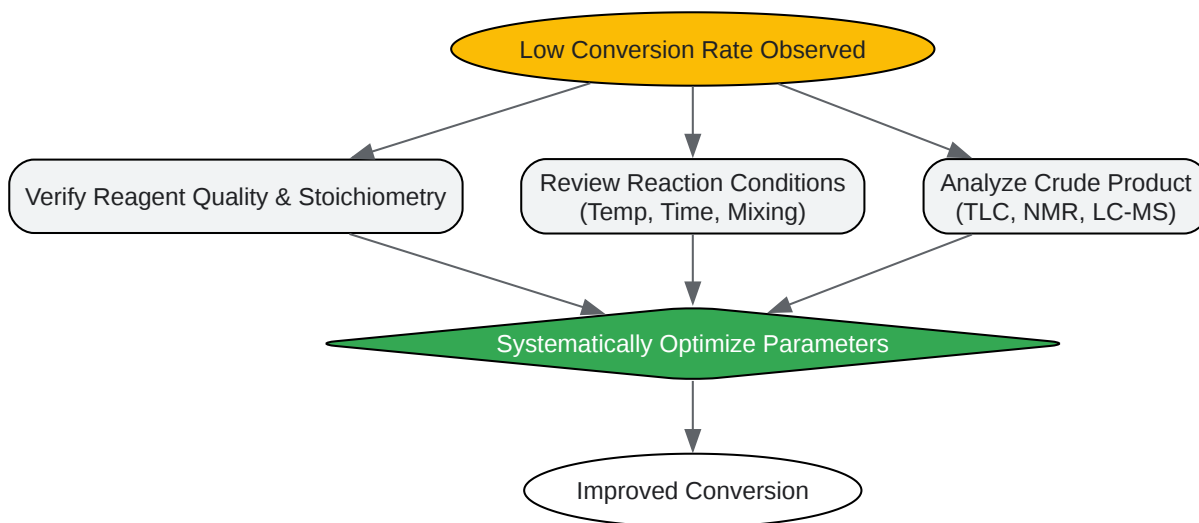 Low Conversion Rate Observed
Verify Reagent Quality & Stoichiometry
Review Reaction Conditions
(Temp, Time, Mixing)
Analyze Crude Product
(TLC, NMR, LC-MS)
Systematically Optimize Parameters
Improved Conversion